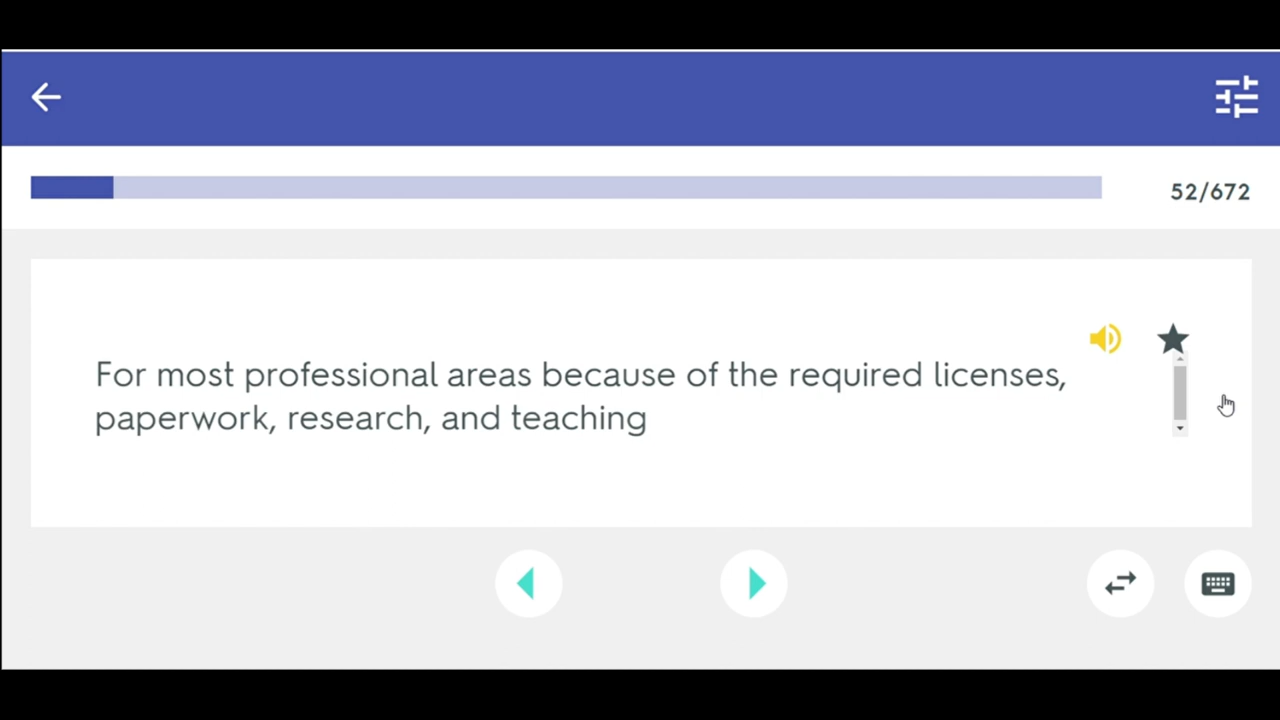 52/672
For most professional areas because of the required licenses,
paperwork, research, and teaching